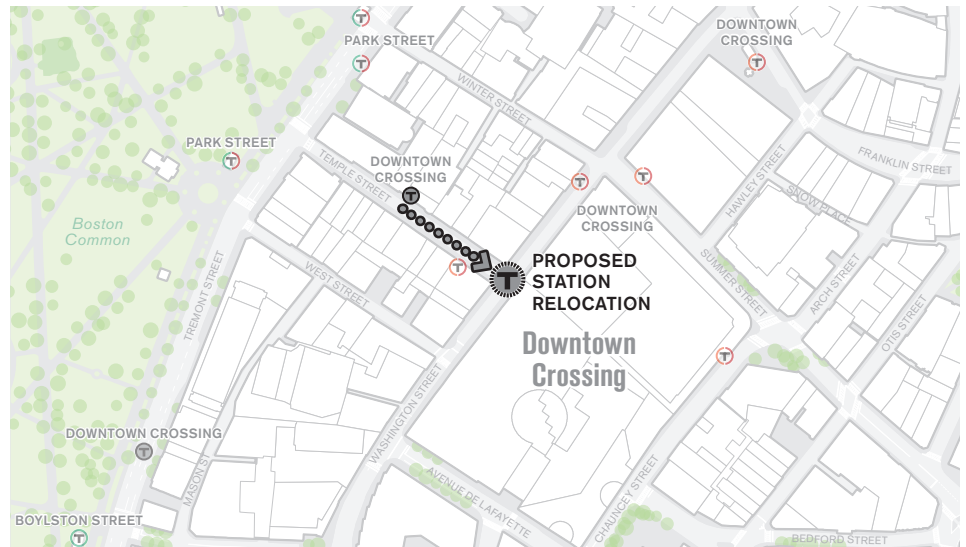 T
PARK STREET
T
DOWNTOWN
CROSSING
T
WINTER STREET
PARK STREET
T
TEMPLE STREET
DOWNTOWN
CROSSING
T
T
T
HAWLEY STREET
FRANKLIN STREET
SNOW PLACE
Boston
Common
DOWNTOWN
CROSSING
WEST STREET
T
T
PROPOSED
STATION
RELOCATION
SUMMER STREET
ARCH STREET
OTIS STREET
TREMONT STREET
Downtown
Crossing
T
WASHINGTON STREET
DOWNTOWN CROSSING
T
MASON ST
AVENUE DE LAFAYETTE
CHAUNCEY STREET
BOYLSTON STREET
T
BEDFORD STREET